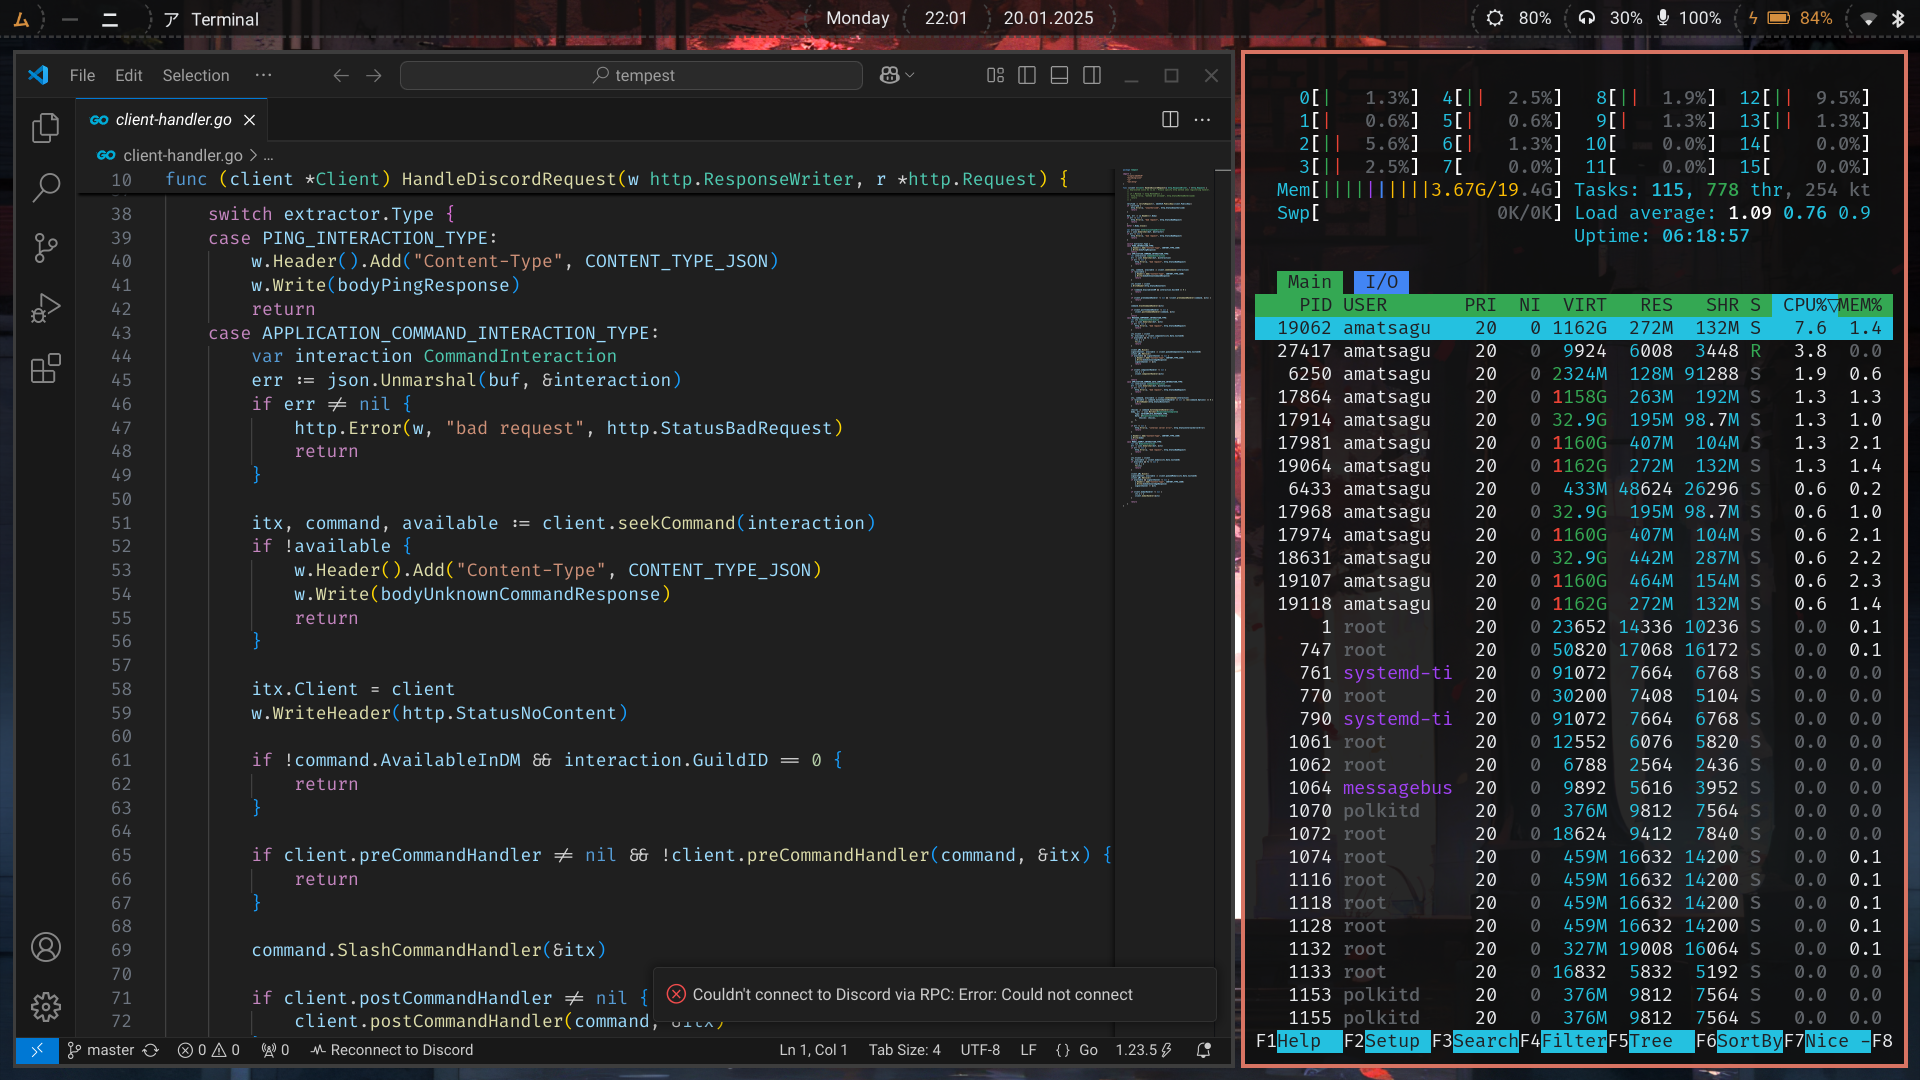 ム
ア Terminal
Monday 22:01 20.01.2025
80% 30% 100% 84%
File Edit Selection ···
tempest
client-handler.go
client-handler.go > ...
10 func (client *Client) HandleDiscordRequest(w http.ResponseWriter, r *http.Request) {
38 switch extractor.Type {
39 case PING_INTERACTION_TYPE:
40 w.Header().Add("Content-Type", CONTENT_TYPE_JSON)
41 w.Write(bodyPingResponse)
42 return
43 case APPLICATION_COMMAND_INTERACTION_TYPE:
44 var interaction CommandInteraction
45 err := json.Unmarshal(buf, &interaction)
46 if err != nil {
47 http.Error(w, "bad request", http.StatusBadRequest)
48 return
49 }
50
51 itx, command, available := client.seekCommand(interaction)
52 if !available {
53 w.Header().Add("Content-Type", CONTENT_TYPE_JSON)
54 w.Write(bodyUnknownCommandResponse)
55 return
56 }
57
58 itx.Client = client
59 w.WriteHeader(http.StatusNoContent)
60
61 if !command.AvailableInDM && interaction.GuildID == 0 {
62 return
63 }
64
65 if client.preCommandHandler != nil && !client.preCommandHandler(command, &itx) {
66 return
67 }
68
69 command.SlashCommandHandler(&itx)
70
71 if client.postCommandHandler != nil {
72 client.postCommandHandler(command, &itx)
Couldn't connect to Discord via RPC: Error: Could not connect
master 0 0 0 Reconnect to Discord Ln 1, Col 1 Tab Size: 4 UTF-8 LF {} Go 1.23.5
0[| 1.3%] 4[|| 2.5%] 8[|| 1.9%] 12[|| 9.5%]
1[| 0.6%] 5[| 0.6%] 9[| 1.3%] 13[|| 1.3%]
2[|| 5.6%] 6[| 1.3%] 10[ 0.0%] 14[ 0.0%]
3[|| 2.5%] 7[ 0.0%] 11[ 0.0%] 15[ 0.0%]
Mem[||||||||||3.67G/19.4G] Tasks: 115, 778 thr, 254 kt
Swp[ 0K/0K] Load average: 1.09 0.76 0.9
Uptime: 06:18:57
Main I/O
PID USER PRI NI VIRT RES SHR S CPU%▽MEM%
19062 amatsagu 20 0 1162G 272M 132M S 7.6 1.4
27417 amatsagu 20 0 9924 6008 3448 R 3.8 0.0
6250 amatsagu 20 0 2324M 128M 91288 S 1.9 0.6
17864 amatsagu 20 0 1158G 263M 192M S 1.3 1.3
17914 amatsagu 20 0 32.9G 195M 98.7M S 1.3 1.0
17981 amatsagu 20 0 1160G 407M 104M S 1.3 2.1
19064 amatsagu 20 0 1162G 272M 132M S 1.3 1.4
6433 amatsagu 20 0 433M 48624 26296 S 0.6 0.2
17968 amatsagu 20 0 32.9G 195M 98.7M S 0.6 1.0
17974 amatsagu 20 0 1160G 407M 104M S 0.6 2.1
18631 amatsagu 20 0 32.9G 442M 287M S 0.6 2.2
19107 amatsagu 20 0 1160G 464M 154M S 0.6 2.3
19118 amatsagu 20 0 1162G 272M 132M S 0.6 1.4
1 root 20 0 23652 14336 10236 S 0.0 0.1
747 root 20 0 50820 17068 16172 S 0.0 0.1
761 systemd-ti 20 0 91072 7664 6768 S 0.0 0.0
770 root 20 0 30200 7408 5104 S 0.0 0.0
790 systemd-ti 20 0 91072 7664 6768 S 0.0 0.0
1061 root 20 0 12552 6076 5820 S 0.0 0.0
1062 root 20 0 6788 2564 2436 S 0.0 0.0
1064 messagebus 20 0 9892 5616 3952 S 0.0 0.0
1070 polkitd 20 0 376M 9812 7564 S 0.0 0.0
1072 root 20 0 18624 9412 7840 S 0.0 0.0
1074 root 20 0 459M 16632 14200 S 0.0 0.1
1116 root 20 0 459M 16632 14200 S 0.0 0.1
1118 root 20 0 459M 16632 14200 S 0.0 0.1
1128 root 20 0 459M 16632 14200 S 0.0 0.1
1132 root 20 0 327M 19008 16064 S 0.0 0.1
1133 root 20 0 16832 5832 5192 S 0.0 0.0
1153 polkitd 20 0 376M 9812 7564 S 0.0 0.0
1155 polkitd 20 0 376M 9812 7564 S 0.0 0.0
F1Help F2Setup F3SearchF4FilterF5Tree F6SortByF7Nice -F8